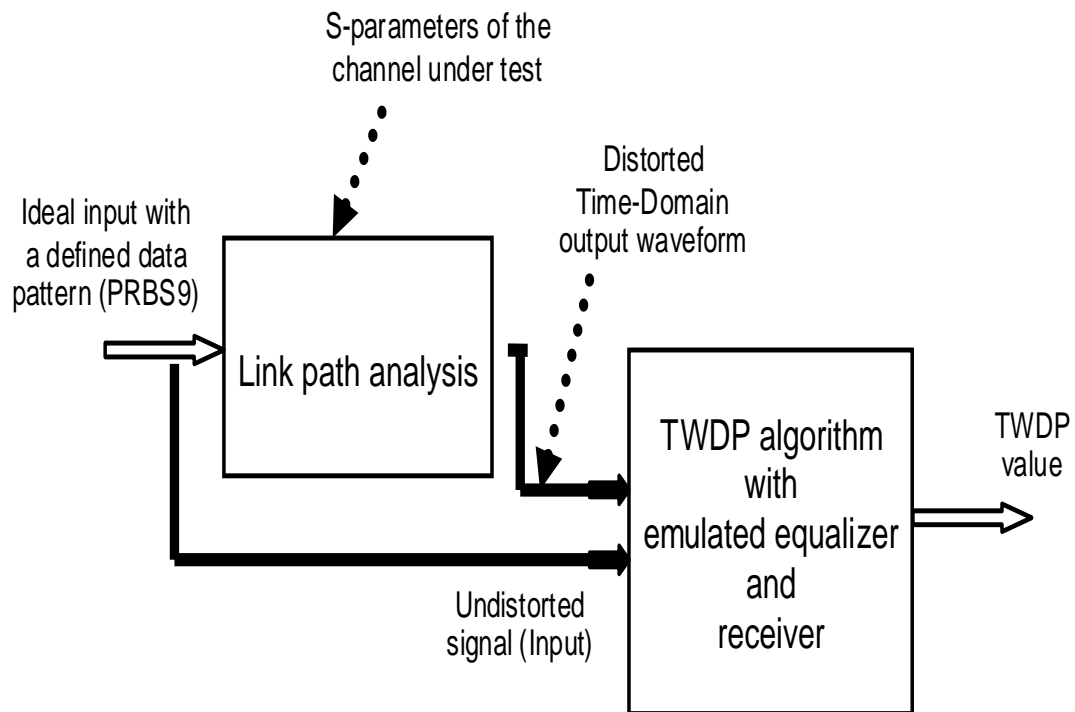 S-parameters of the
channel under test
Ideal input with
a defined data
pattern (PRBS9)
Distorted
Time-Domain
output waveform
Link path analysis
TWDP algorithm
with
emulated equalizer
and
receiver
TWDP
value
Undistorted
signal (Input)